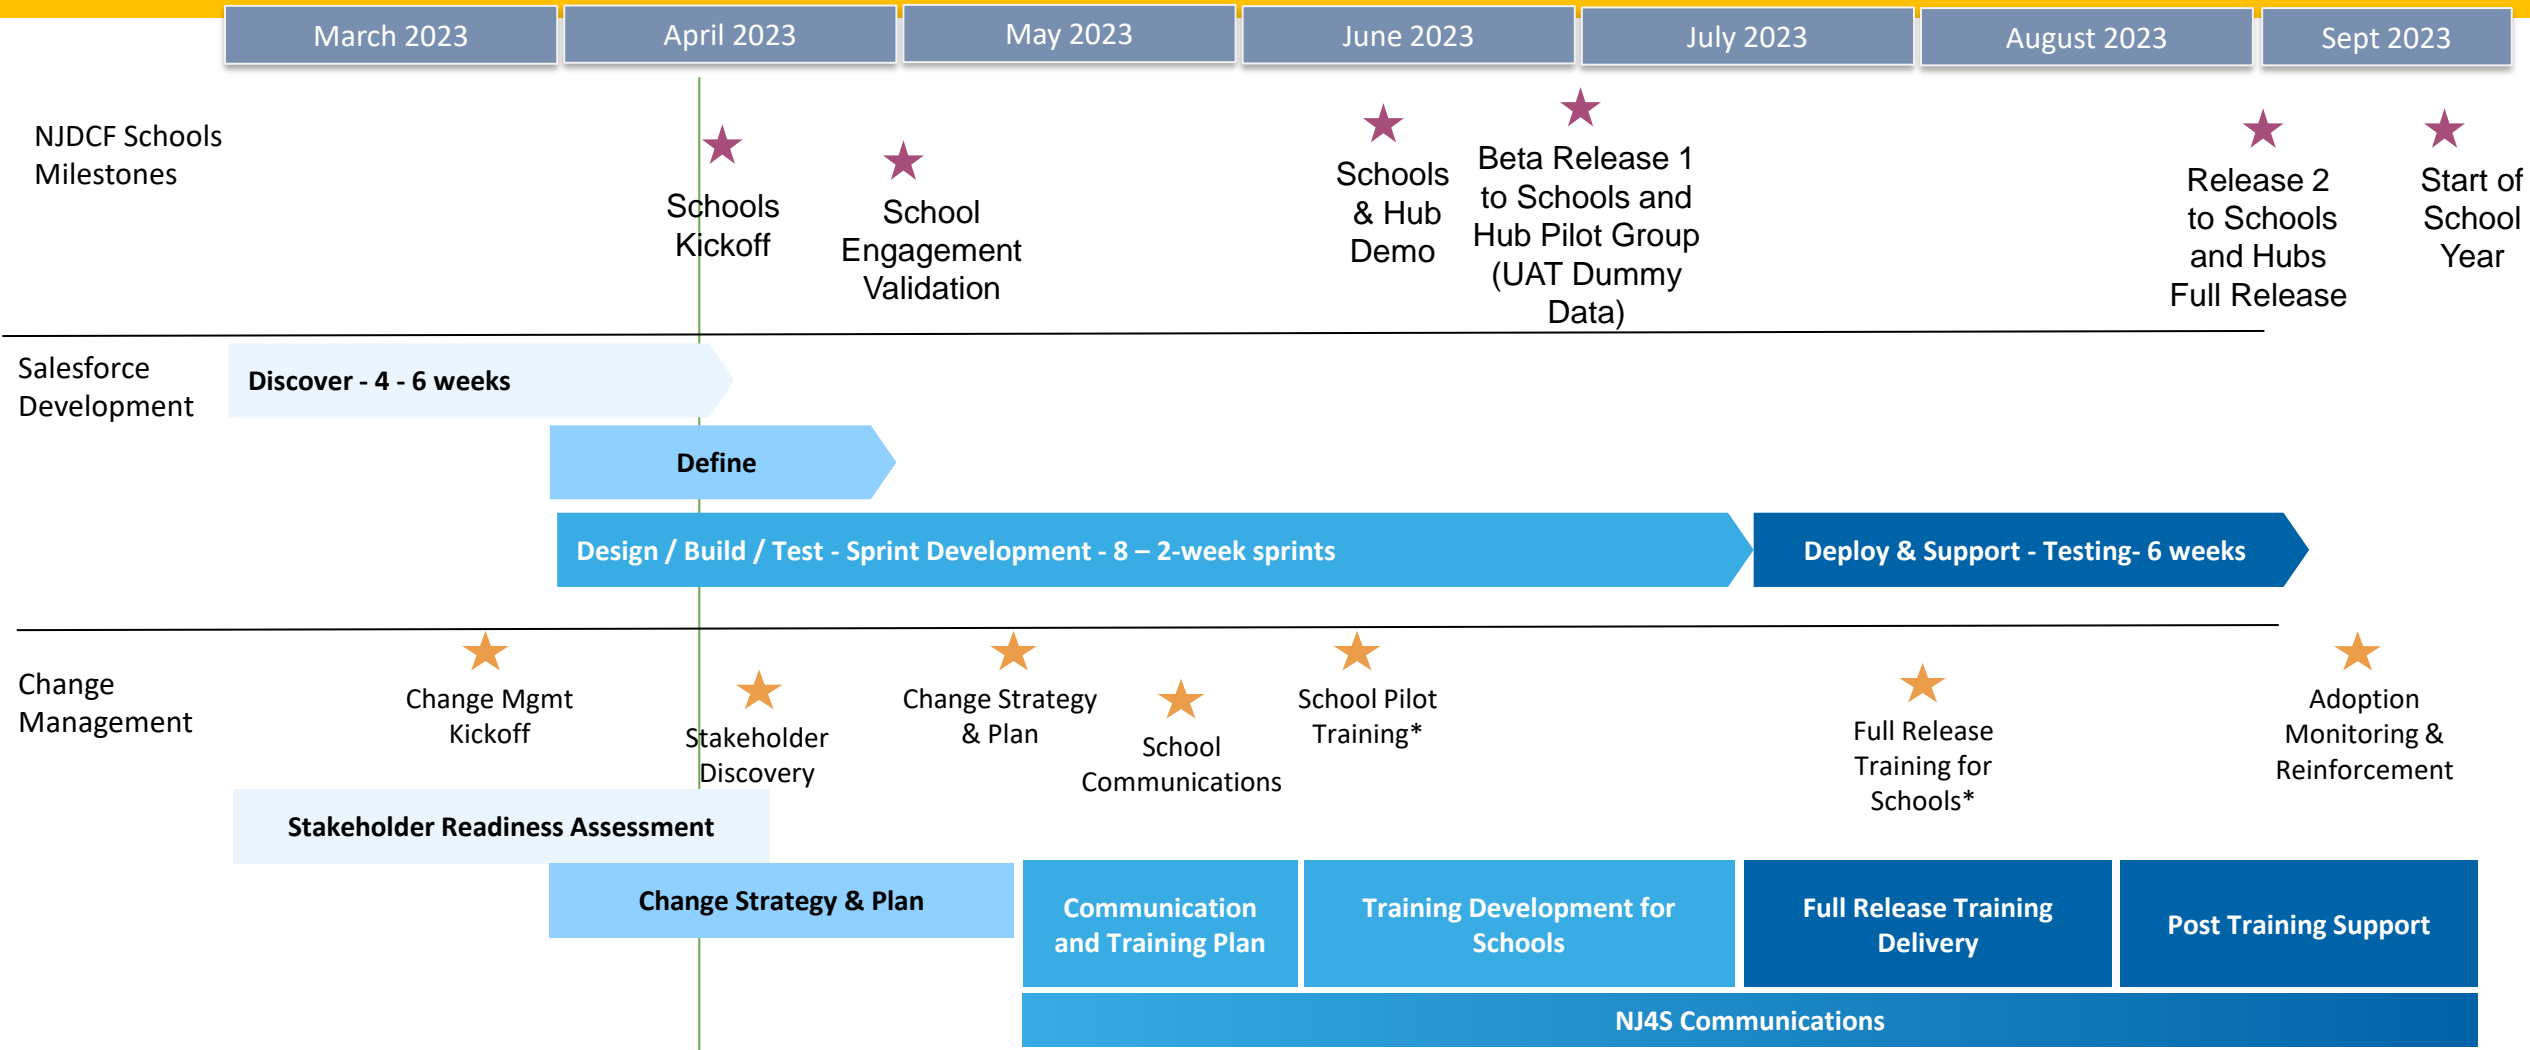 March 2023
April 2023
May 2023
June 2023
July 2023
August 2023
Sept 2023
NJDCF Schools
Milestones
Schools
Kickoff
School
Engagement
Validation
Schools
& Hub
Demo
Beta Release 1
to Schools and
Hub Pilot Group
(UAT Dummy
Data)
Release 2
to Schools
and Hubs
Full Release
Start of
School
Year
Salesforce
Development
Discover - 4 - 6 weeks
Define
Design / Build / Test - Sprint Development - 8 – 2-week sprints
Deploy & Support - Testing- 6 weeks
Change
Management
Change Mgmt
Kickoff
Stakeholder
Discovery
Change Strategy
& Plan
School
Communications
School Pilot
Training*
Full Release
Training for
Schools*
Adoption
Monitoring &
Reinforcement
Stakeholder Readiness Assessment
Change Strategy & Plan
Communication
and Training Plan
Training Development for
Schools
Full Release Training
Delivery
Post Training Support
NJ4S Communications